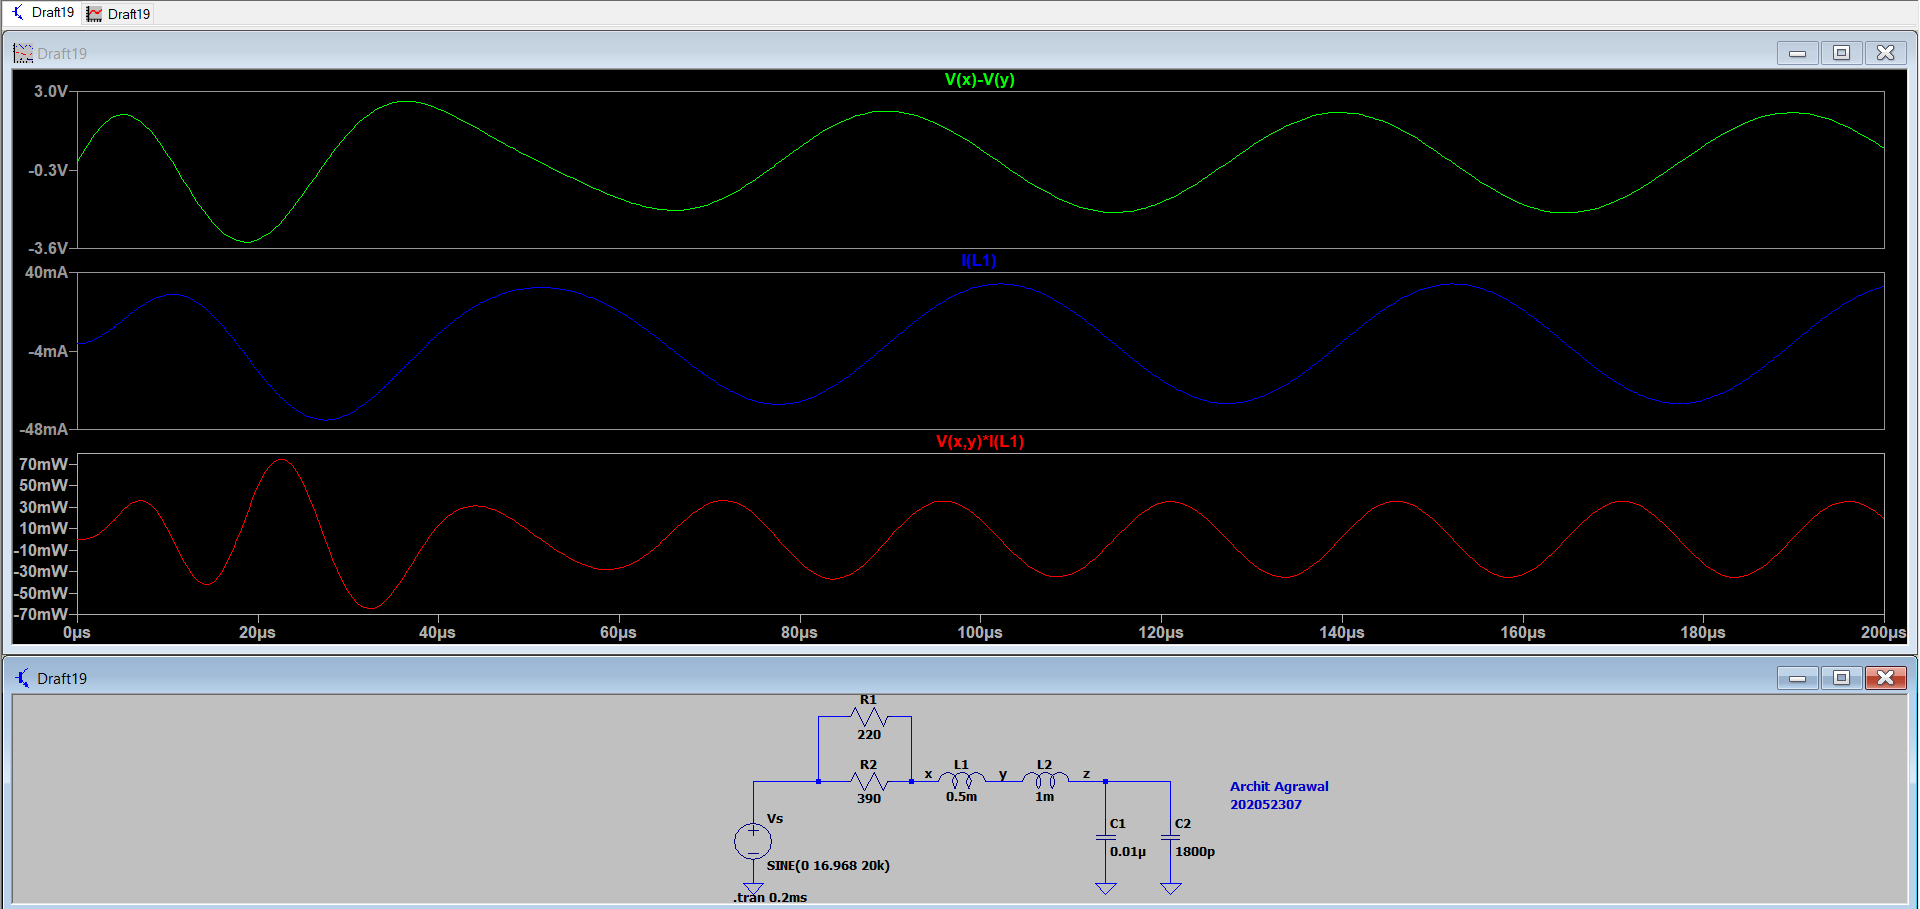 Draft19 Draft19
Draft19
V(x)-V(y)
3.0V
-0.3V
-3.6V
I(L1)
40mA
-4mA
-48mA
V(x,y)*I(L1)
70mW
50mW
30mW
10mW
-10mW
-30mW
-50mW
-70mW
0µs 20µs 40µs 60µs 80µs 100µs 120µs 140µs 160µs 180µs 200µs
Draft19
R1
220
R2
390
x
L1
0.5m
y
L2
1m
z
Archit Agrawal
202052307
Vs
SINE(0 16.968 20k)
C1
0.01µ
C2
1800p
.tran 0.2ms